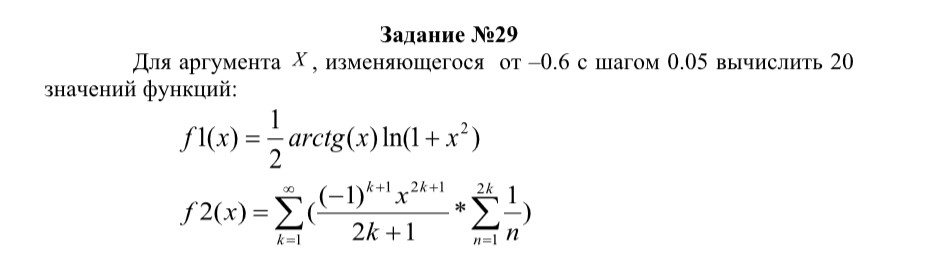 Задание №29
Для аргумента X, изменяющегося от –0.6 с шагом 0.05 вычислить 20
значений функций:
f1(x) = \frac{1}{2} arctg(x) ln(1 + x^2)
f2(x) = \sum_{k=1}^{\infty} (\frac{(-1)^{k+1} x^{2k+1}}{2k+1} * \sum_{n=1}^{2k} \frac{1}{n})